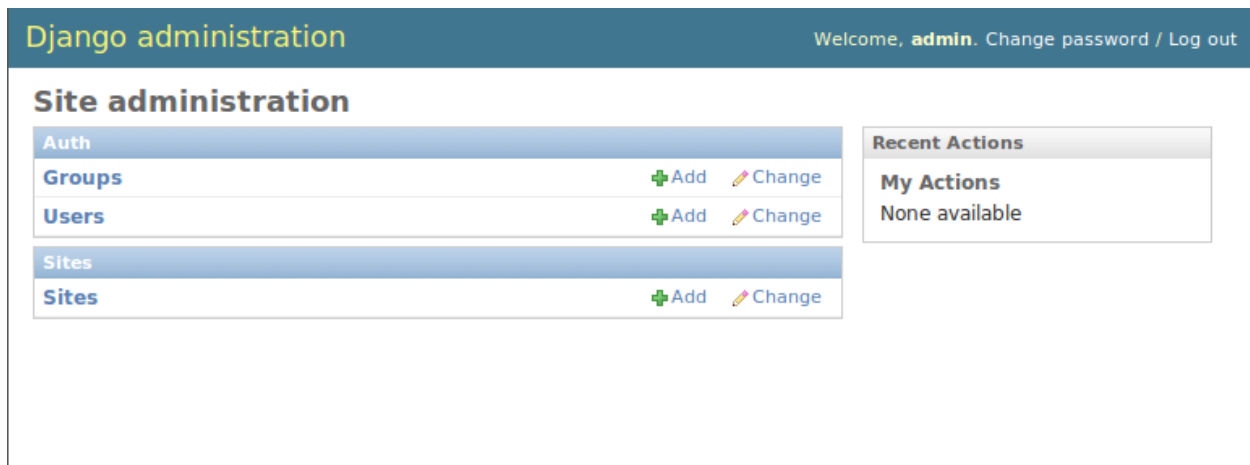 Django administration
Welcome, admin. Change password / Log out
Site administration
Auth
Groups Add Change
Users Add Change
Sites
Sites Add Change
Recent Actions
My Actions
None available